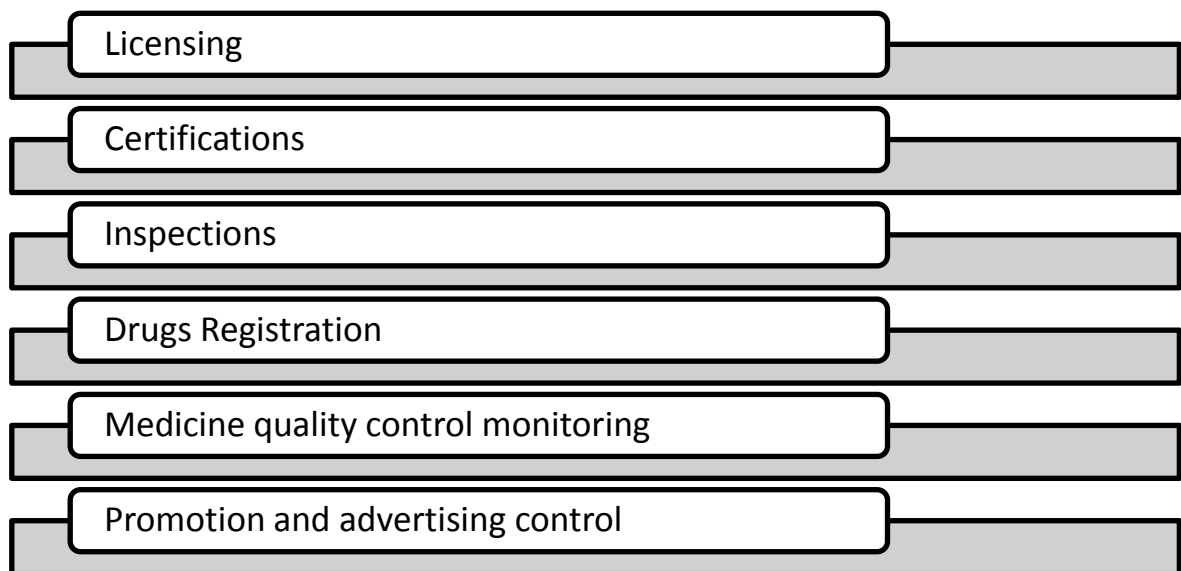 Licensing
Certifications
Inspections
Drugs Registration
Medicine quality control monitoring
Promotion and advertising control